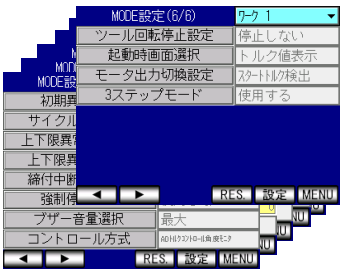 MODE設定(6/6) ワーク 1
ツール回転停止設定 停止しない
起動時画面選択 トルク値表示
モータ出力切換設定 スタートトルク検出
3ステップモード 使用する
RES. 設定 MENU
MODE設
初期異
サイクル
上下限異常
上下限異
締付中断
強制停
ブザー音量選択 最大
コントロール方式
RES. 設定 MENU